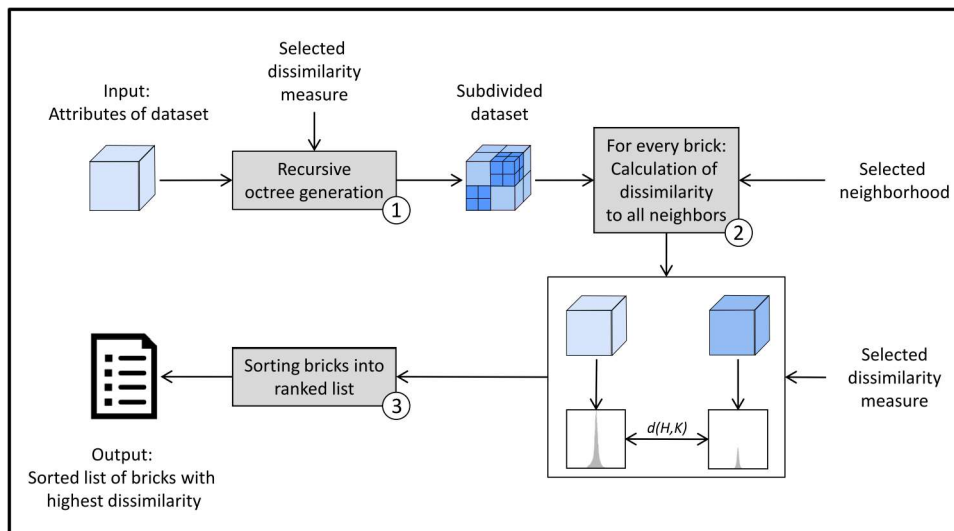 Input:
Attributes of dataset
Selected
dissimilarity
measure
Recursive
octree generation
1
Subdivided
dataset
For every brick:
Calculation of
dissimilarity
to all neighbors
2
Selected
neighborhood
d(H,K)
Selected
dissimilarity
measure
Sorting bricks into
ranked list
3
Output:
Sorted list of bricks with
highest dissimilarity